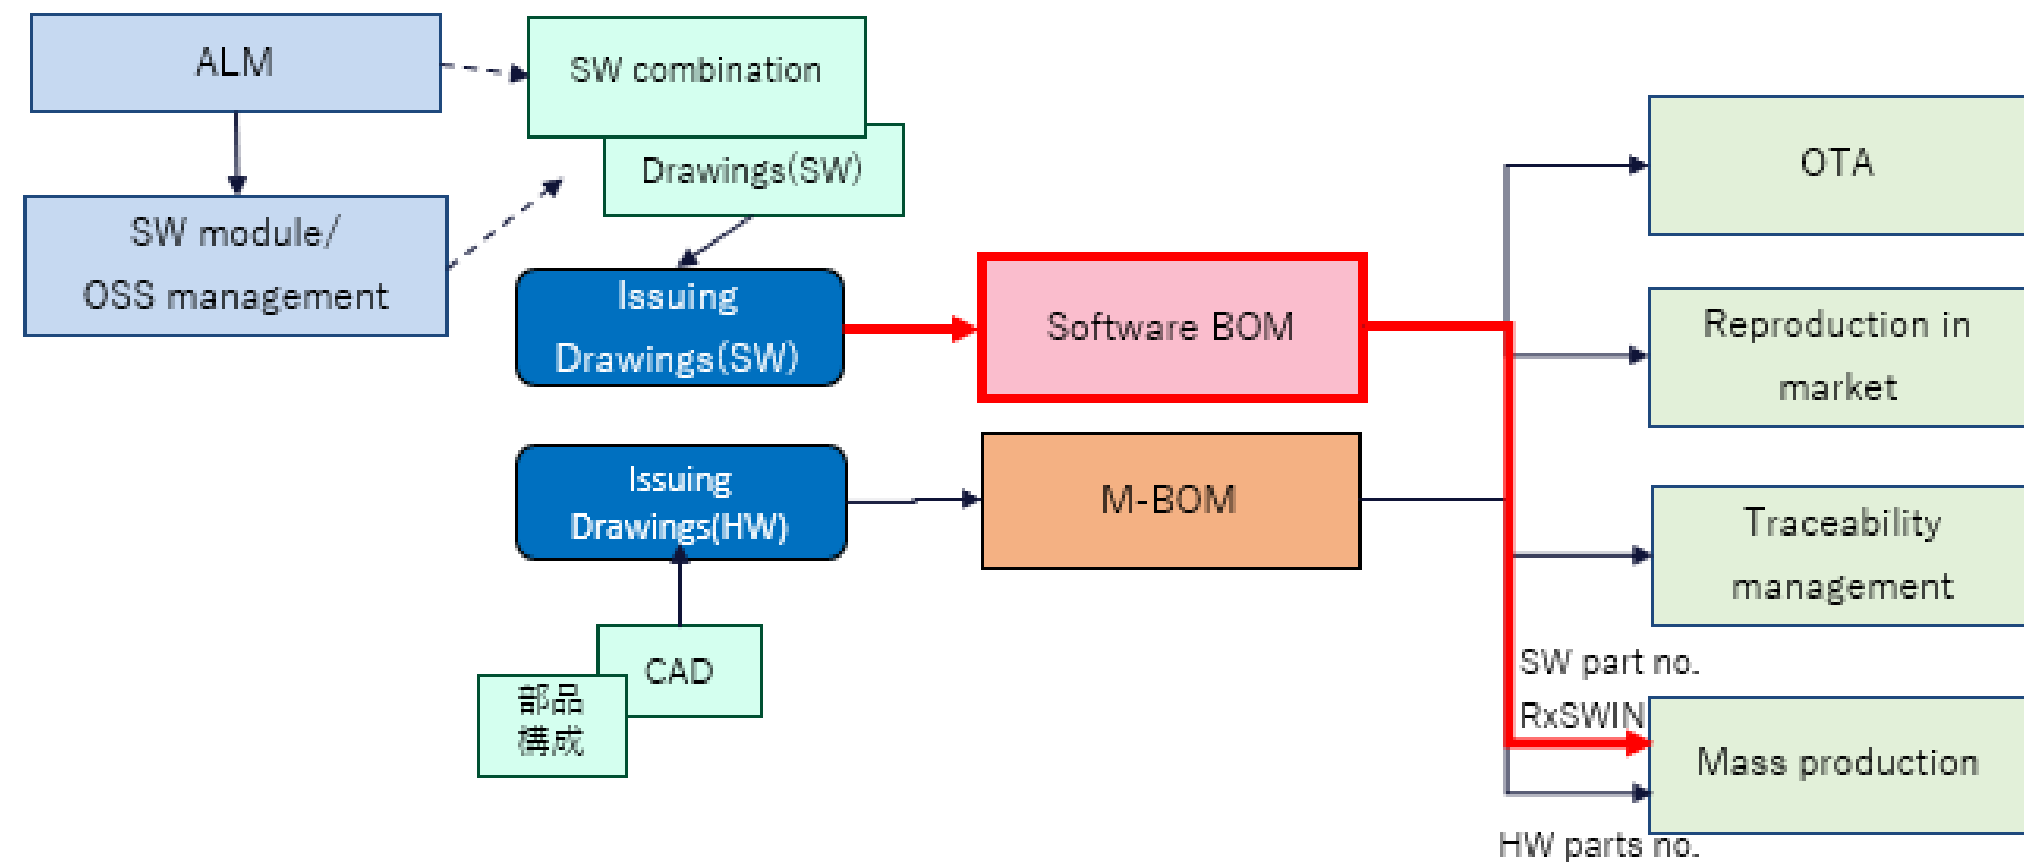 ALM
SW combination
Drawings(SW)
SW module/
OSS management
Issuing
Drawings(SW)
Software BOM
Issuing
Drawings(HW)
M-BOM
CAD
部品
構成
OTA
Reproduction in
market
Traceability
management
SW part no.
RxSWIN
Mass production
HW parts no.